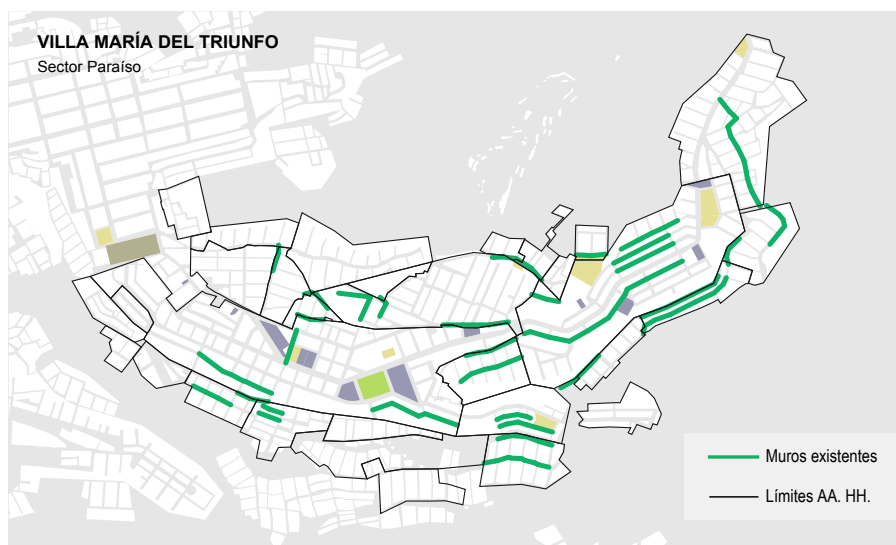 VILLA MARÍA DEL TRIUNFO
Sector Paraíso
Muros existentes
Límites AA. HH.